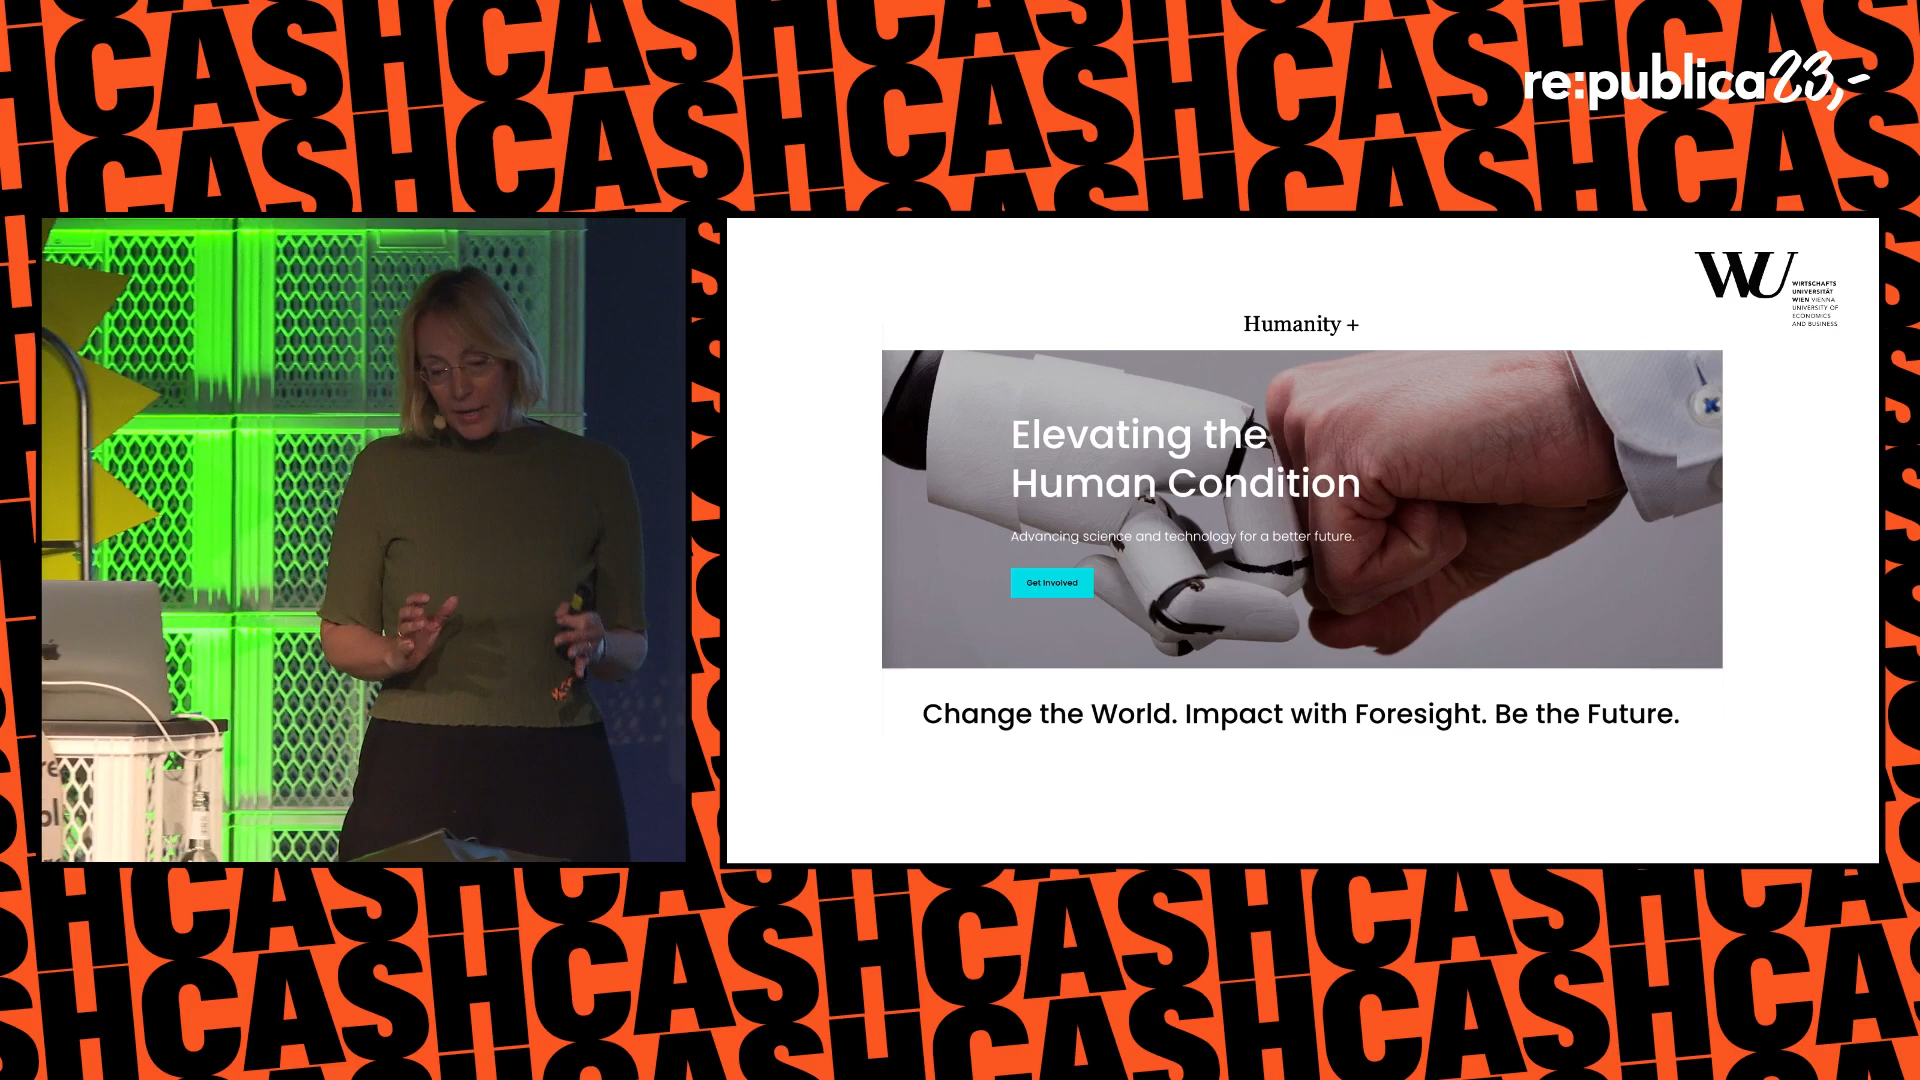 CASHCASHCASHCASHCASH
re:publica23,-
WU
WIRTSCHAFTS
UNIVERSITÄT
WIEN VIENNA
UNIVERSITY OF
ECONOMICS
AND BUSINESS
Humanity +
Elevating the
Human Condition
Advancing science and technology for a better future.
Get Involved
Change the World. Impact with Foresight. Be the Future.